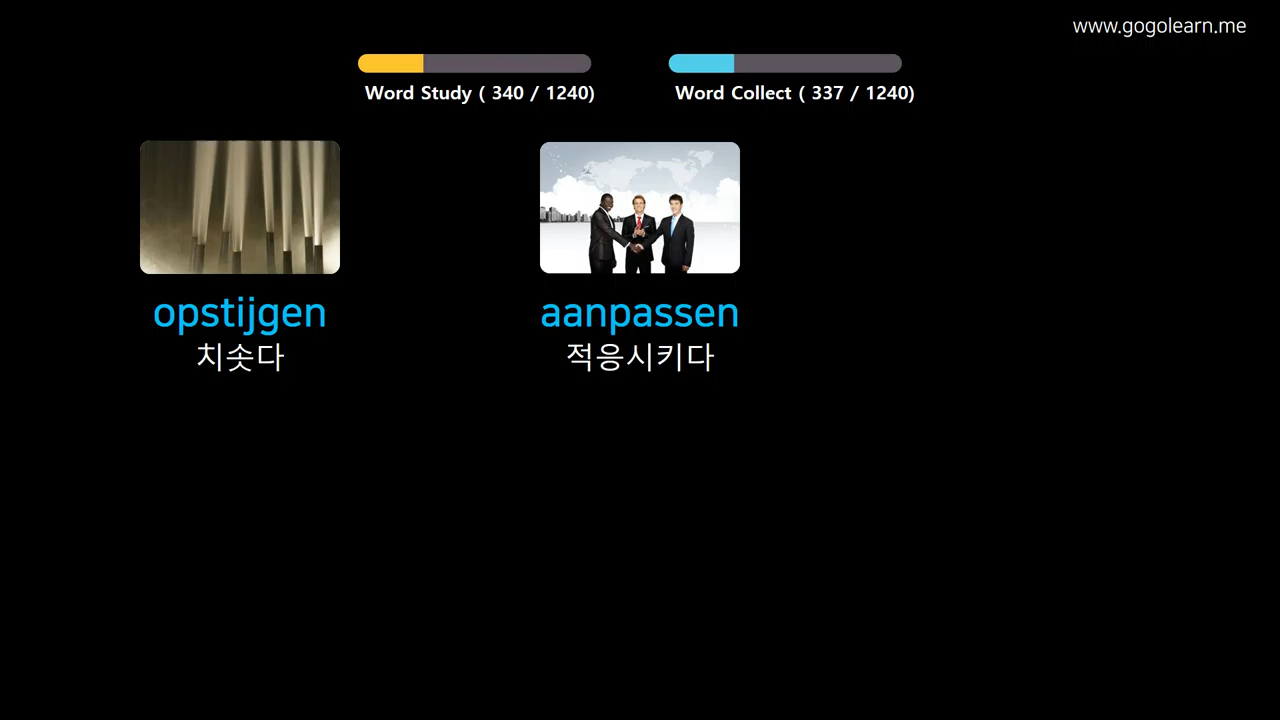 www.gogolearn.me
Word Study ( 340 / 1240)
Word Collect ( 337 / 1240)
opstijgen
치솟다
aanpassen
적응시키다